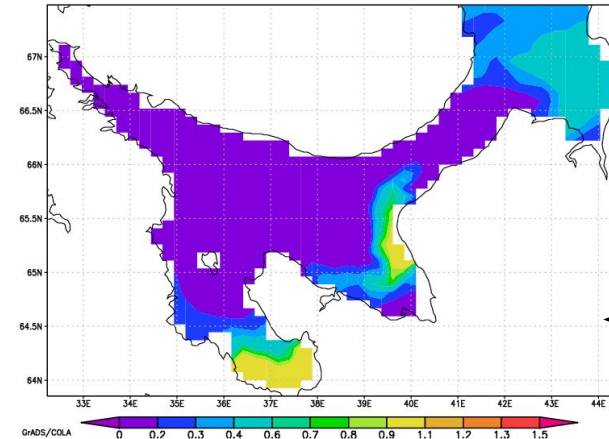 67N
66.5N
66N
65.5N
65N
64.5N
64N
33E 34E 35E 36E 37E 38E 39E 40E 41E 42E 43E 44E
GrADS/COLA
0 0.2 0.3 0.4 0.6 0.7 0.8 0.9 1.1 1.2 1.3 1.5